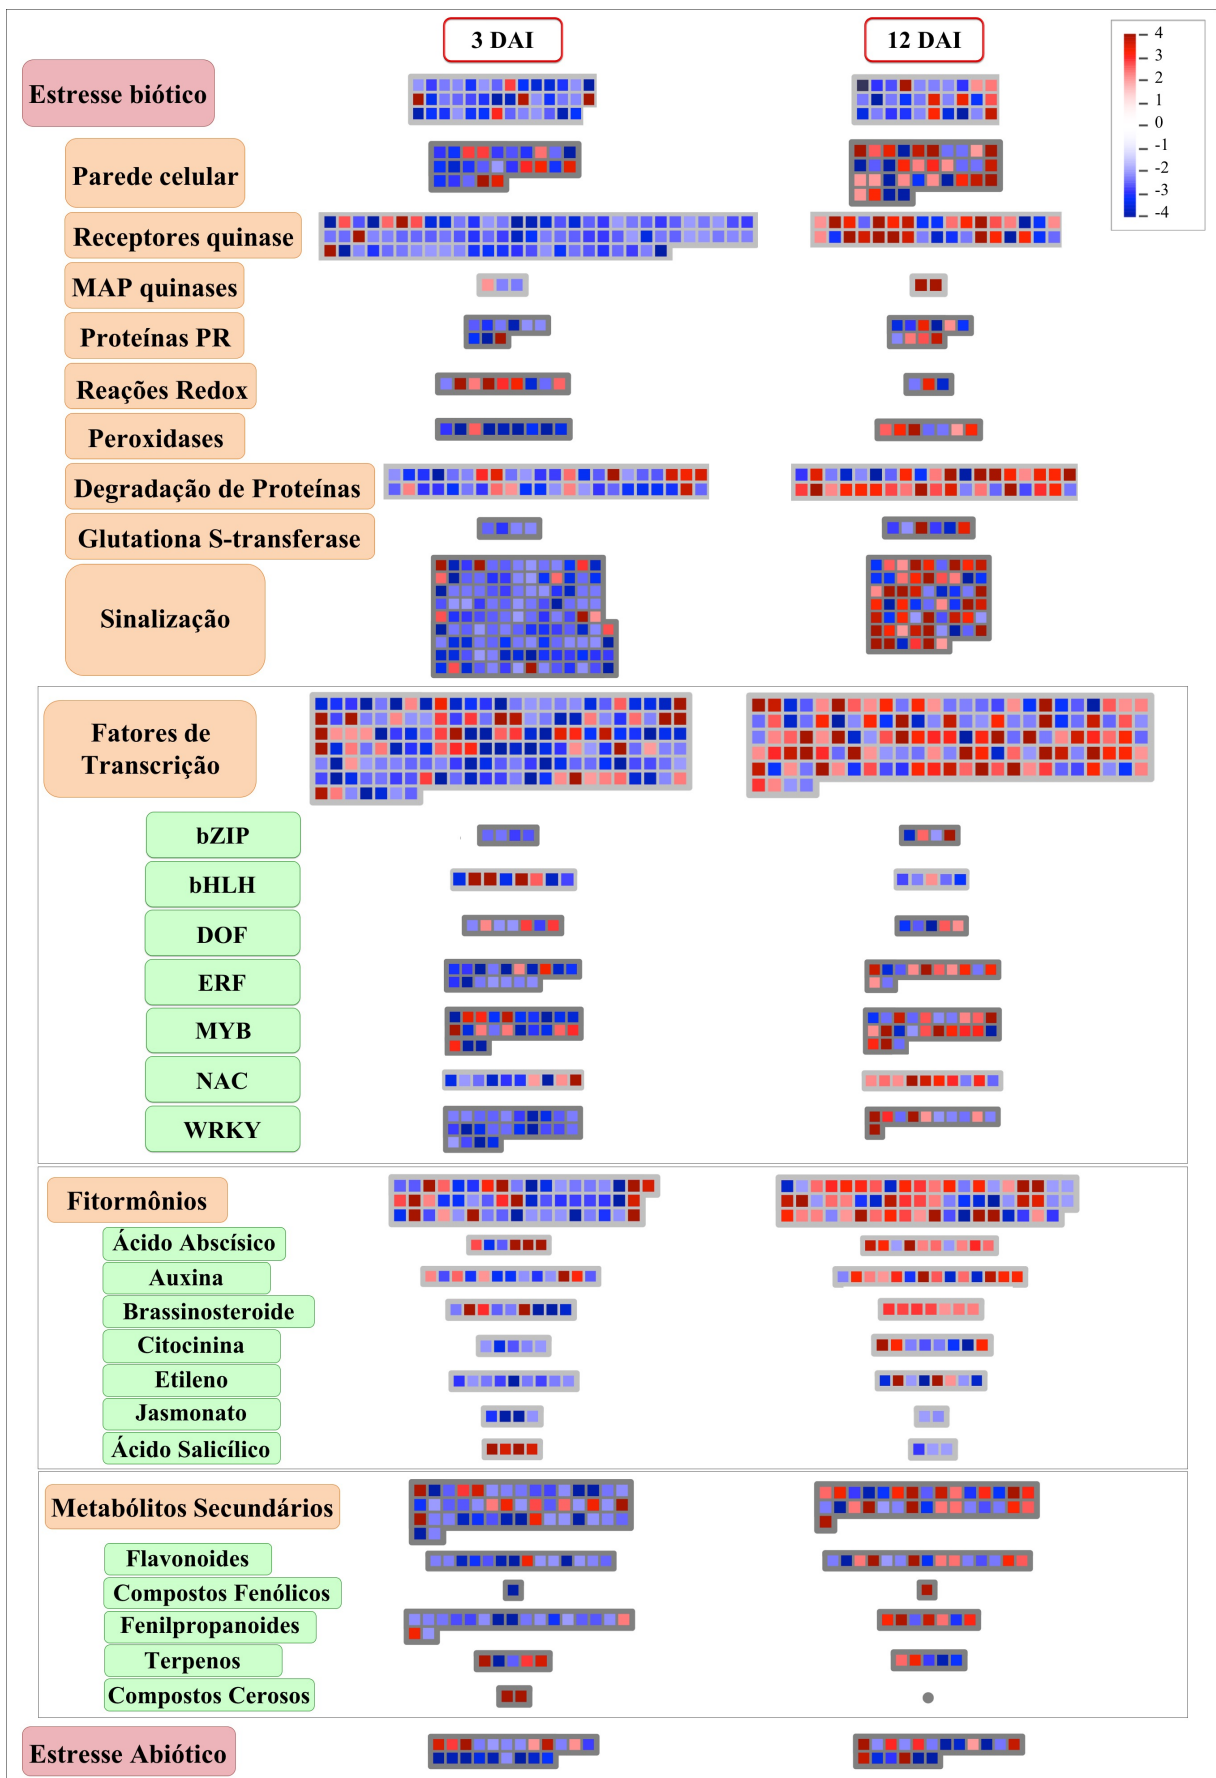 3 DAI
12 DAI
4
3
2
1
0
-1
-2
-3
-4
Estresse biótico
Parede celular
Receptores quinase
MAP quinases
Proteínas PR
Reações Redox
Peroxidases
Degradação de Proteínas
Glutationa S-transferase
Sinalização
Fatores de
Transcrição
bZIP
bHLH
DOF
ERF
MYB
NAC
WRKY
Fitormônios
Ácido Abscísico
Auxina
Brassinosteroide
Citocinina
Etileno
Jasmonato
Ácido Salicílico
Metabólitos Secundários
Flavonoides
Compostos Fenólicos
Fenilpropanoides
Terpenos
Compostos Cerosos
Estresse Abiótico